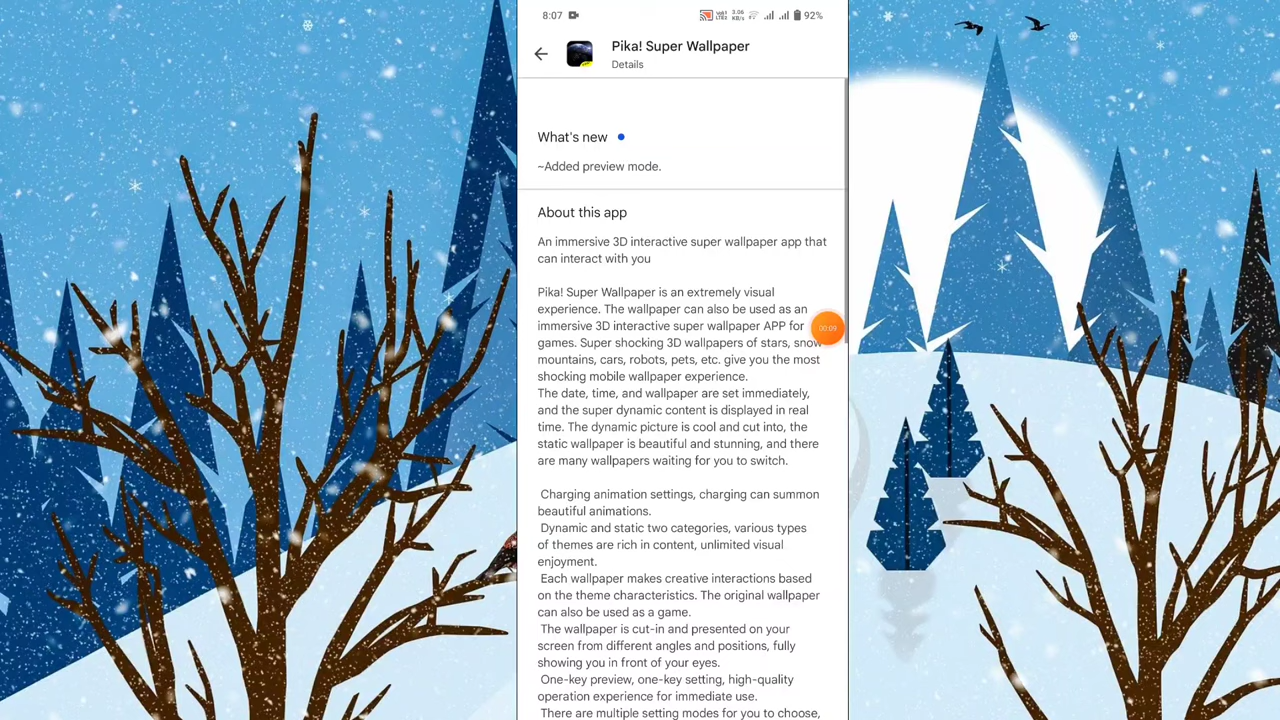 8:07
VoWiFi LTE2 3.06 KB/s 92%
Pika! Super Wallpaper
Details
What's new
~Added preview mode.
About this app
An immersive 3D interactive super wallpaper app that
can interact with you
Pika! Super Wallpaper is an extremely visual
experience. The wallpaper can also be used as an
immersive 3D interactive super wallpaper APP for
games. Super shocking 3D wallpapers of stars, snow
mountains, cars, robots, pets, etc. give you the most
shocking mobile wallpaper experience.
The date, time, and wallpaper are set immediately,
and the super dynamic content is displayed in real
time. The dynamic picture is cool and cut into, the
static wallpaper is beautiful and stunning, and there
are many wallpapers waiting for you to switch.
Charging animation settings, charging can summon
beautiful animations.
Dynamic and static two categories, various types
of themes are rich in content, unlimited visual
enjoyment.
Each wallpaper makes creative interactions based
on the theme characteristics. The original wallpaper
can also be used as a game.
The wallpaper is cut-in and presented on your
screen from different angles and positions, fully
showing you in front of your eyes.
One-key preview, one-key setting, high-quality
operation experience for immediate use.
There are multiple setting modes for you to choose,
00:09